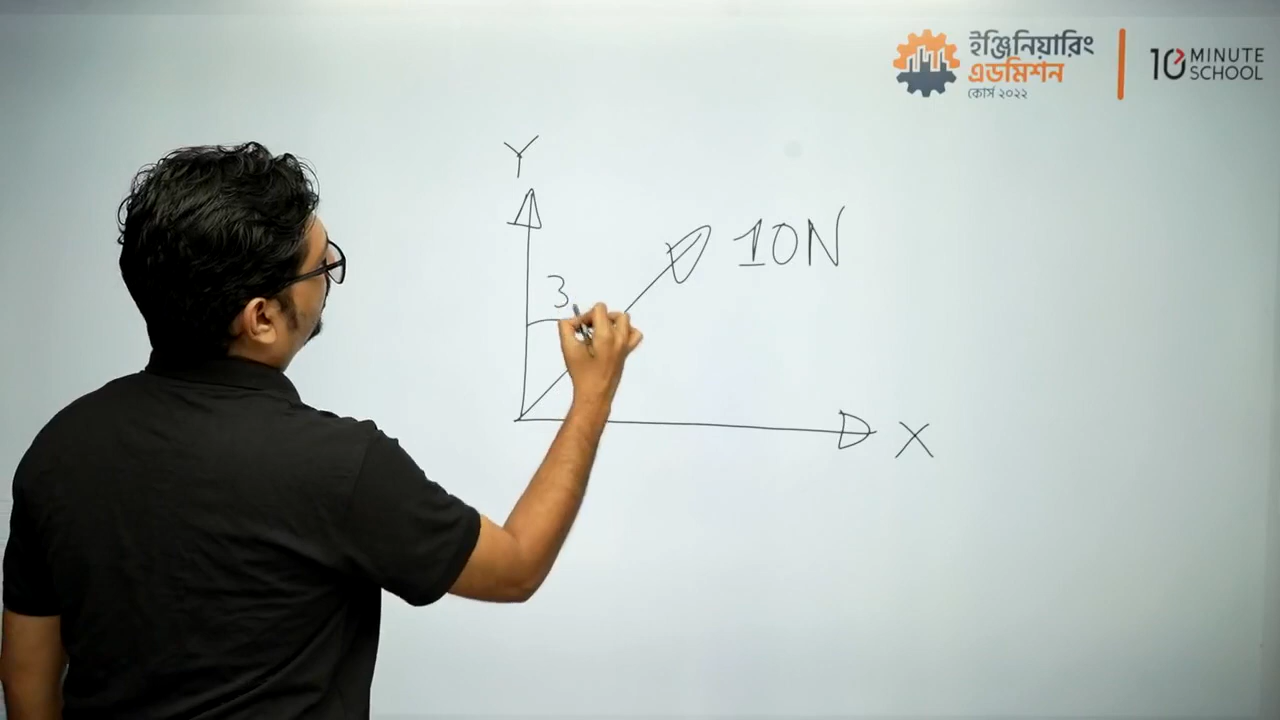 ইঞ্জিনিয়ারিং
এডমিশন
কোর্স ২০২২
10 MINUTE
SCHOOL
Y
10N
3
X